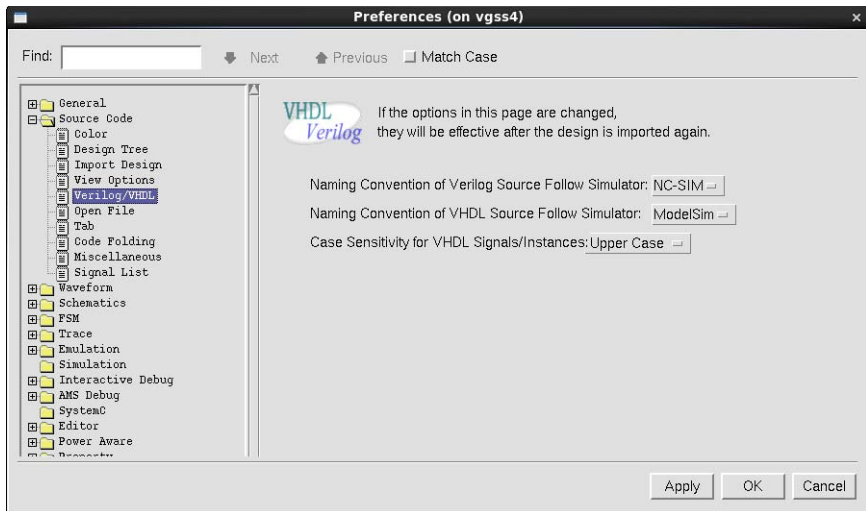 Preferences (on vgss4)
Find: Next Previous Match Case
General
Source Code
Color
Design Tree
Import Design
View Options
Verilog/VHDL
Open File
Tab
Code Folding
Miscellaneous
Signal List
Waveform
Schematics
FSM
Trace
Emulation
Simulation
Interactive Debug
AMS Debug
SystemC
Editor
Power Aware
VHDL
Verilog
If the options in this page are changed,
they will be effective after the design is imported again.
Naming Convention of Verilog Source Follow Simulator: NC-SIM
Naming Convention of VHDL Source Follow Simulator: ModelSim
Case Sensitivity for VHDL Signals/Instances: Upper Case
Apply OK Cancel